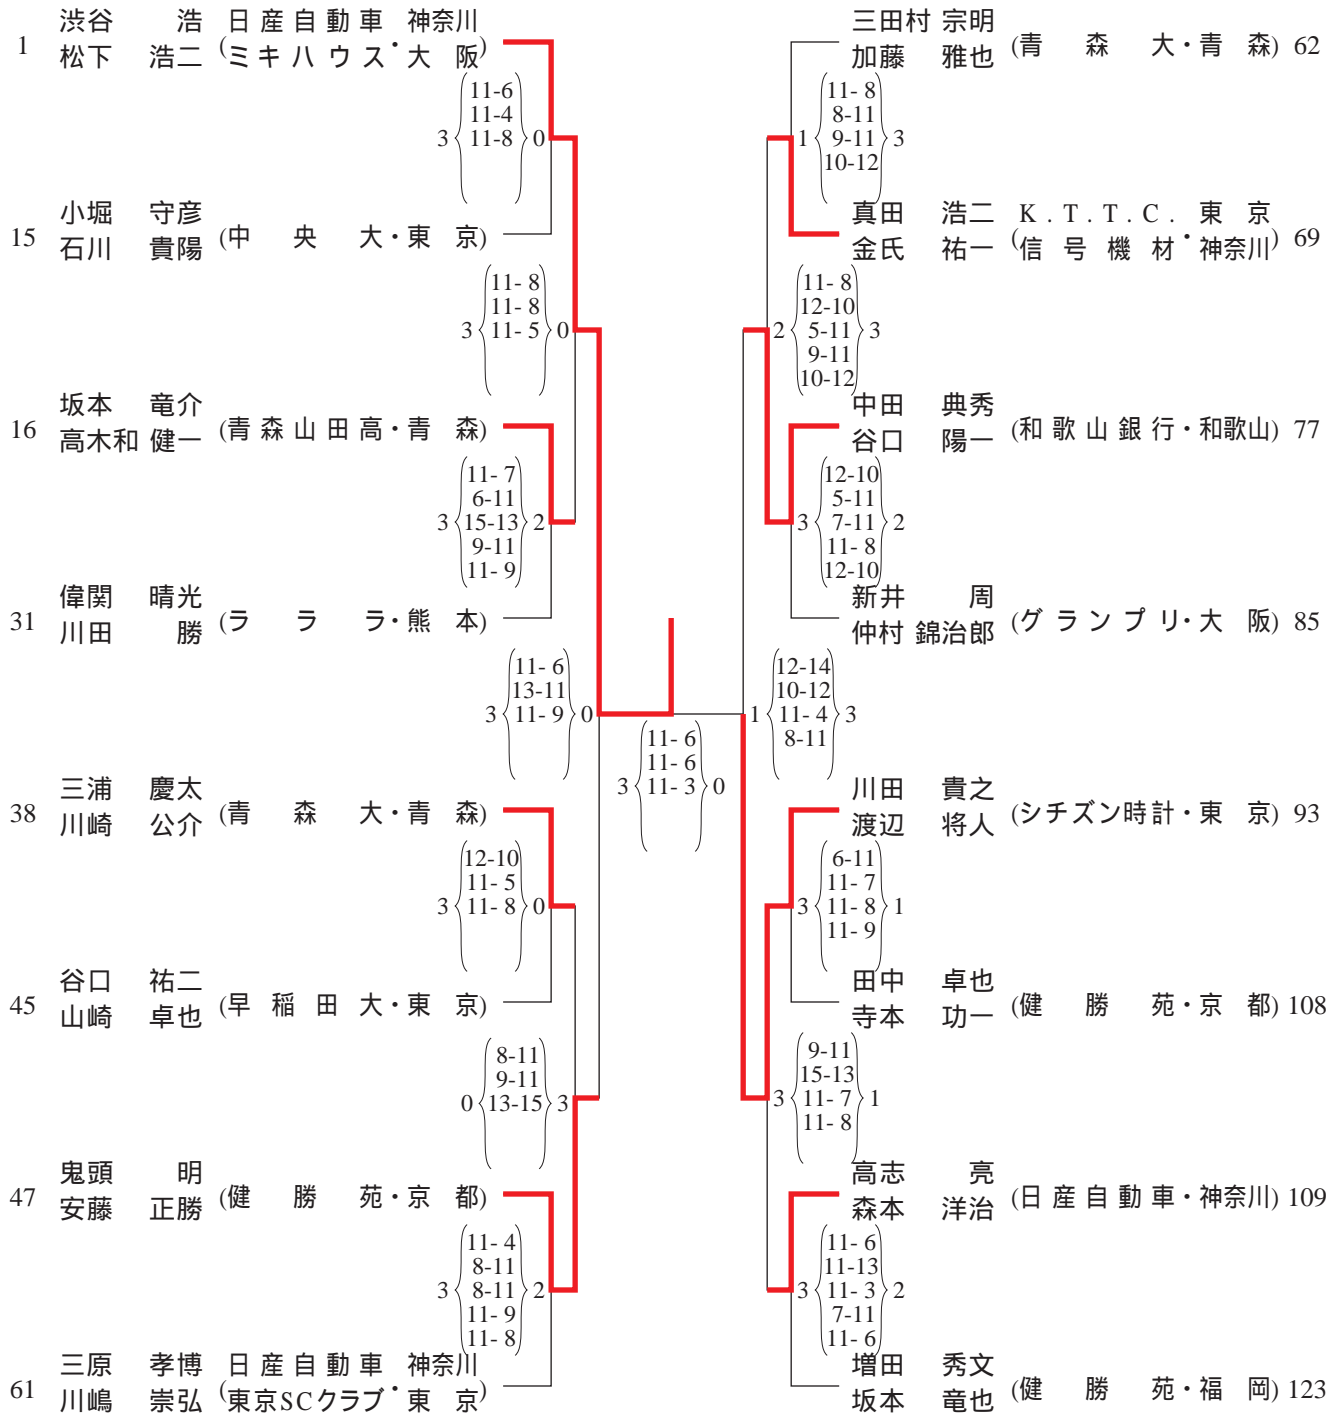 1 渋谷 浩 日産自動車 神奈川
松下 浩二 (ミキハウス・大阪)
3 11-6 0
11-4
11-8
15 小堀 守彦 (中央大・東京)
石川 貴陽
3 11-8 0
11-8
11-5
16 坂本 竜介 (青森山田高・青森)
高木和 健一
3 11-7 2
6-11
15-13
9-11
11-9
31 偉関 晴光 (ラララ・熊本)
川田 勝
3 11-6 0
13-11
11-9
38 三浦 慶太 (青森大・青森)
川崎 公介
3 12-10 0
11-5
11-8
45 谷口 祐二 (早稲田大・東京)
山崎 卓也
0 8-11 3
9-11
13-15
47 鬼頭 明 (健勝苑・京都)
安藤 正勝
3 11-4 2
8-11
8-11
11-9
11-8
61 三原 孝博 日産自動車 神奈川
川嶋 崇弘 (東京SCクラブ・東京)
3 11-6 0
11-6
11-3
三田村 宗明 (青森大・青森) 62
加藤 雅也
1 11-8 3
8-11
9-11
10-12
真田 浩二 K.T.T.C. 東京
金氏 祐一 (信号機材・神奈川) 69
2 11-8 3
12-10
5-11
9-11
10-12
中田 典秀 (和歌山銀行・和歌山) 77
谷口 陽一
3 12-10 2
5-11
7-11
11-8
12-10
新井 周 (グランプリ・大阪) 85
仲村 錦治郎
1 12-14 3
10-12
11-4
8-11
川田 貴之 (シチズン時計・東京) 93
渡辺 将人
3 6-11 1
11-7
11-8
11-9
田中 卓也 (健勝苑・京都) 108
寺本 功一
3 9-11 1
15-13
11-7
11-8
高志 亮 (日産自動車・神奈川) 109
森本 洋治
3 11-6 2
11-13
11-3
7-11
11-6
増田 秀文 (健勝苑・福岡) 123
坂本 竜也